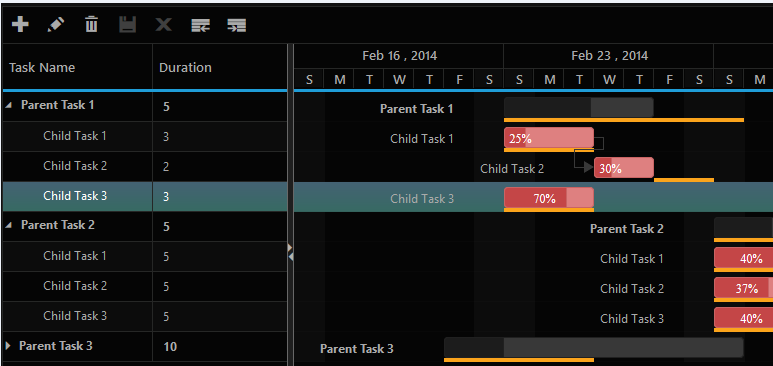 Feb 16 , 2014 Feb 23 , 2014
Task Name Duration S M T W T F S S M T W T F S S M
Parent Task 1 5 Parent Task 1
Child Task 1 3 Child Task 1 25%
Child Task 2 2 Child Task 2 30%
Child Task 3 3 Child Task 3 70%
Parent Task 2 5 Parent Task 2
Child Task 1 5 Child Task 1 40%
Child Task 2 5 Child Task 2 37%
Child Task 3 5 Child Task 3 40%
Parent Task 3 10 Parent Task 3